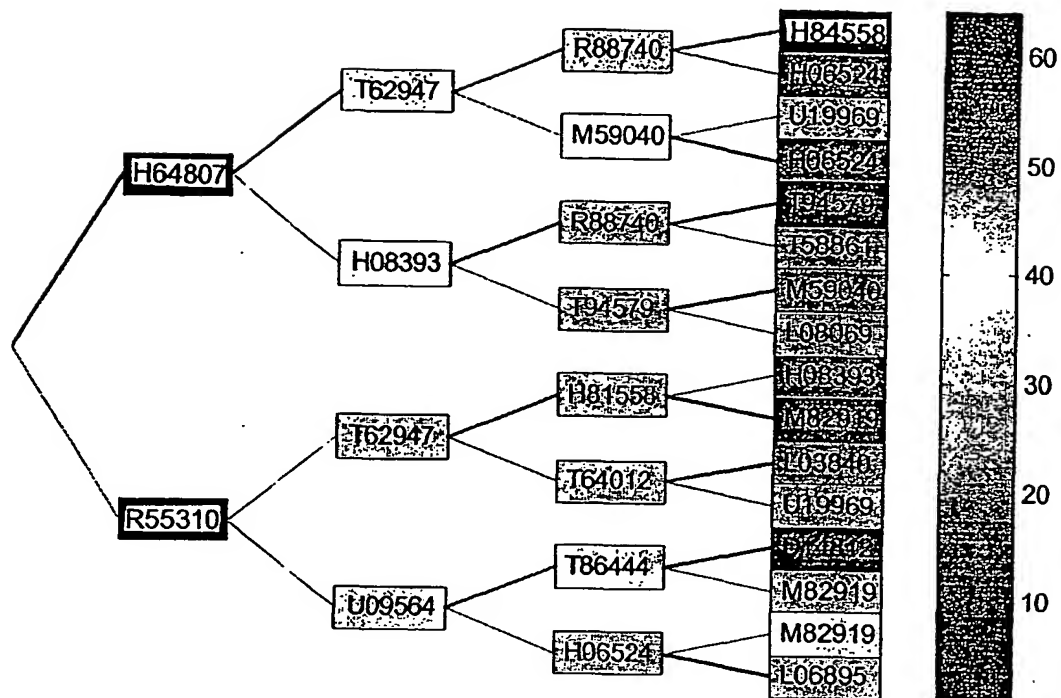 H64807
R55310
T62947
H08393
T62947
U09564
R88740
M59040
R88740
T94579
H81558
T64012
T86444
H06524
H84558
H06524
U19969
H06524
T94579
T58861
M59040
L08069
H08393
M82919
L03840
U19969
M82919
M82919
L06895
60
50
40
30
20
10